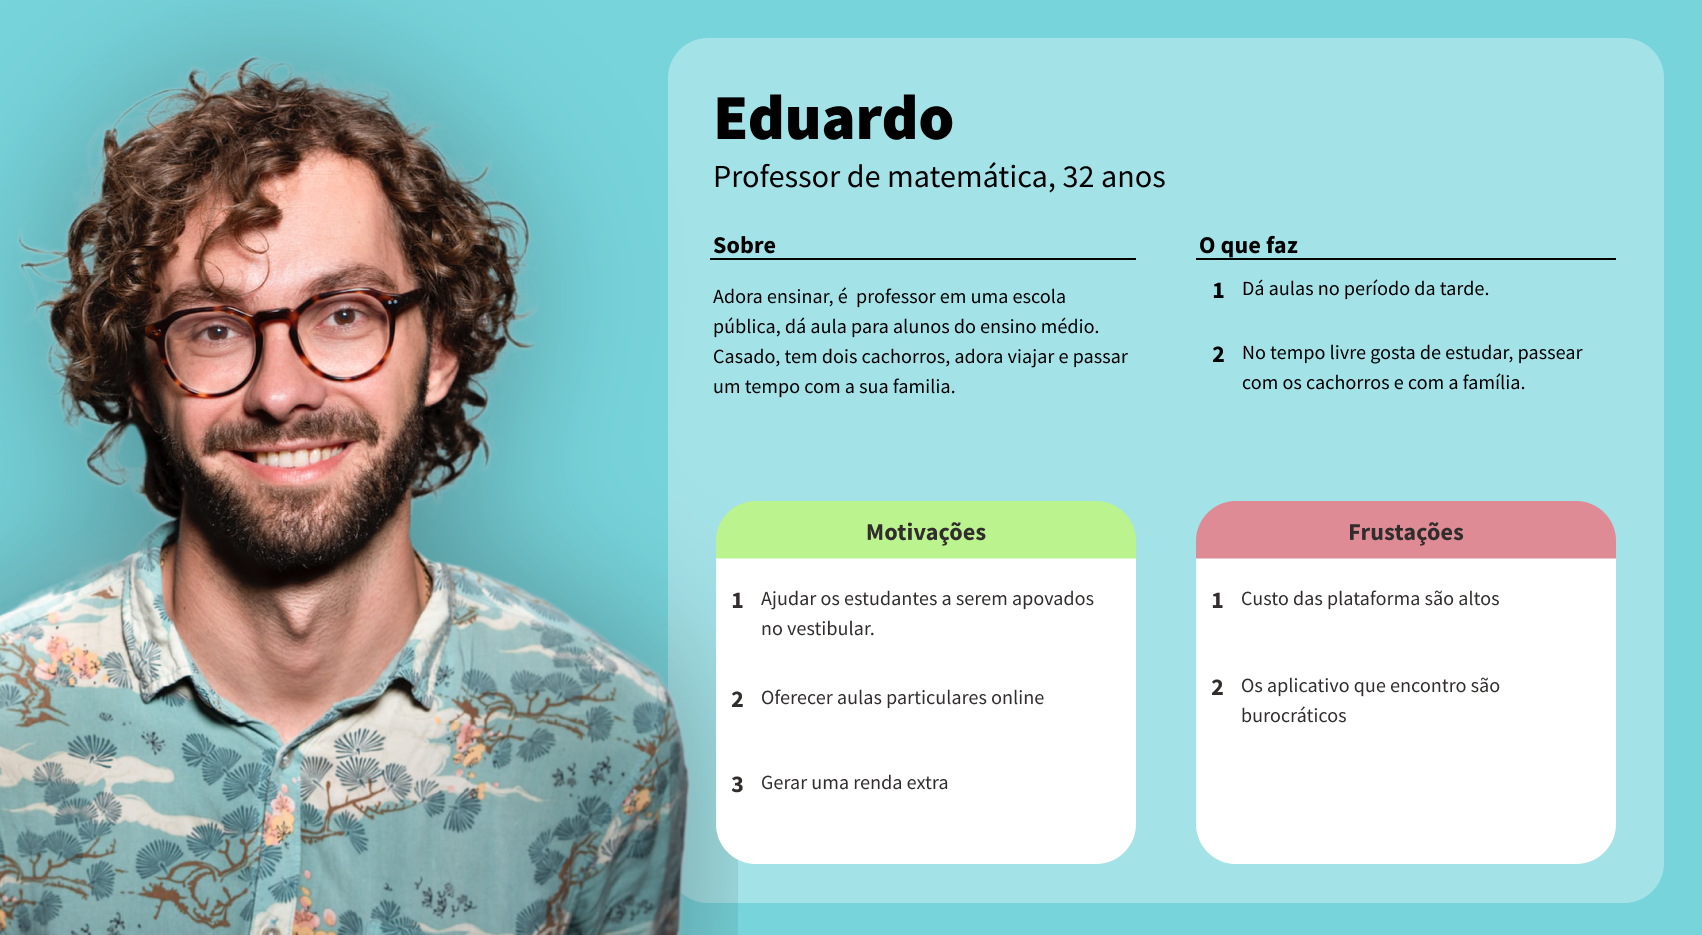 Eduardo
Professor de matemática, 32 anos
Sobre
Adora ensinar, é professor em uma escola
pública, dá aula para alunos do ensino médio.
Casado, tem dois cachorros, adora viajar e passar
um tempo com a sua familia.
O que faz
1 Dá aulas no período da tarde.
2 No tempo livre gosta de estudar, passear
com os cachorros e com a família.
Motivações
1 Ajudar os estudantes a serem apovados
no vestibular.
2 Oferecer aulas particulares online
3 Gerar uma renda extra
Frustações
1 Custo das plataforma são altos
2 Os aplicativo que encontro são
burocráticos